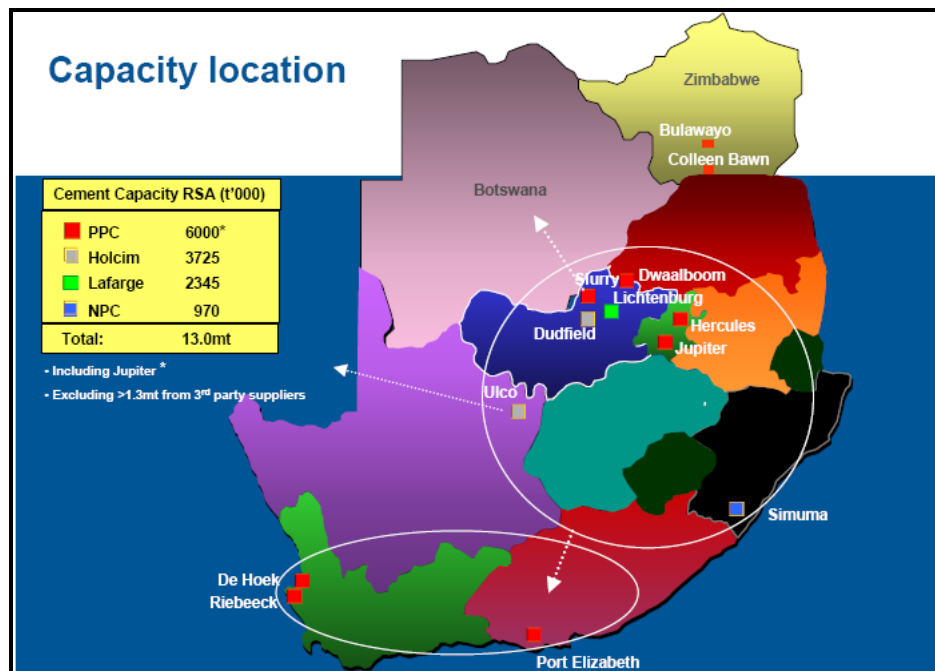 Capacity location
Zimbabwe
Bulawayo
Colleen Bawn
Botswana
Cement Capacity RSA (t'000)
PPC 6000*
Holcim 3725
Lafarge 2345
NPC 970
Total: 13.0mt
- Including Jupiter *
- Excluding >1.3mt from 3rd party suppliers
Slurry
Dwaalboom
Lichtenburg
Dudfield
Hercules
Jupiter
Ulco
Simuma
De Hoek
Riebeeck
Port Elizabeth